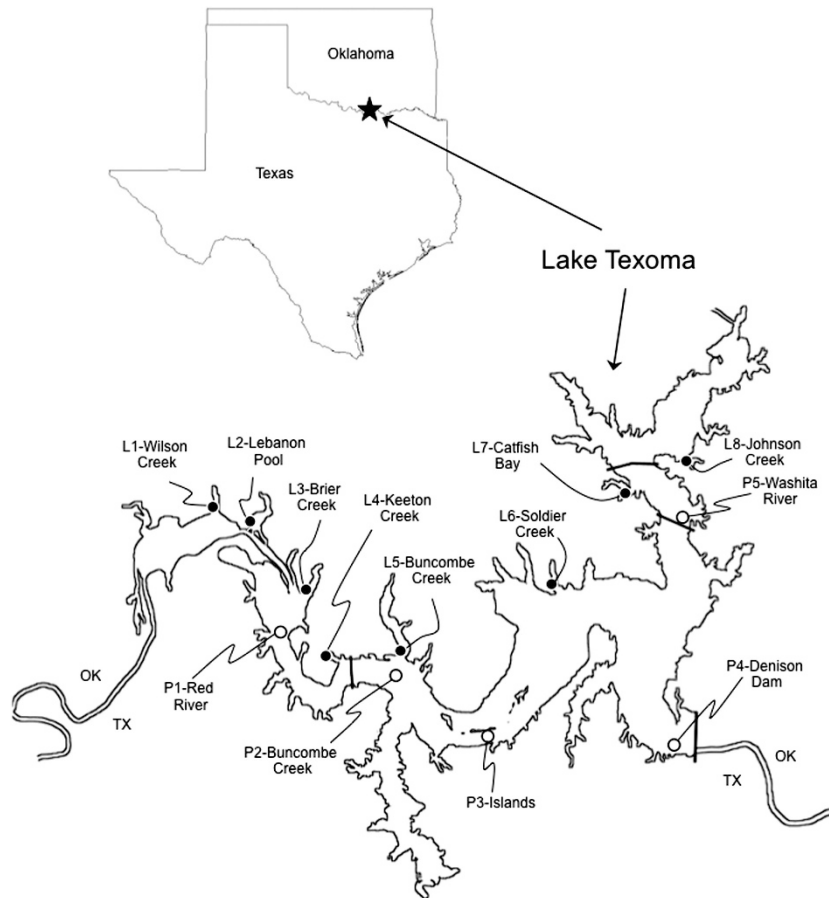 Oklahoma
Texas
Lake Texoma
L1-Wilson
Creek
L2-Lebanon
Pool
L3-Brier
Creek
L4-Keeton
Creek
L5-Buncombe
Creek
L6-Soldier
Creek
L7-Catfish
Bay
L8-Johnson
Creek
P5-Washita
River
P4-Denison
Dam
OK
TX
P1-Red
River
P2-Buncombe
Creek
P3-Islands
OK
TX